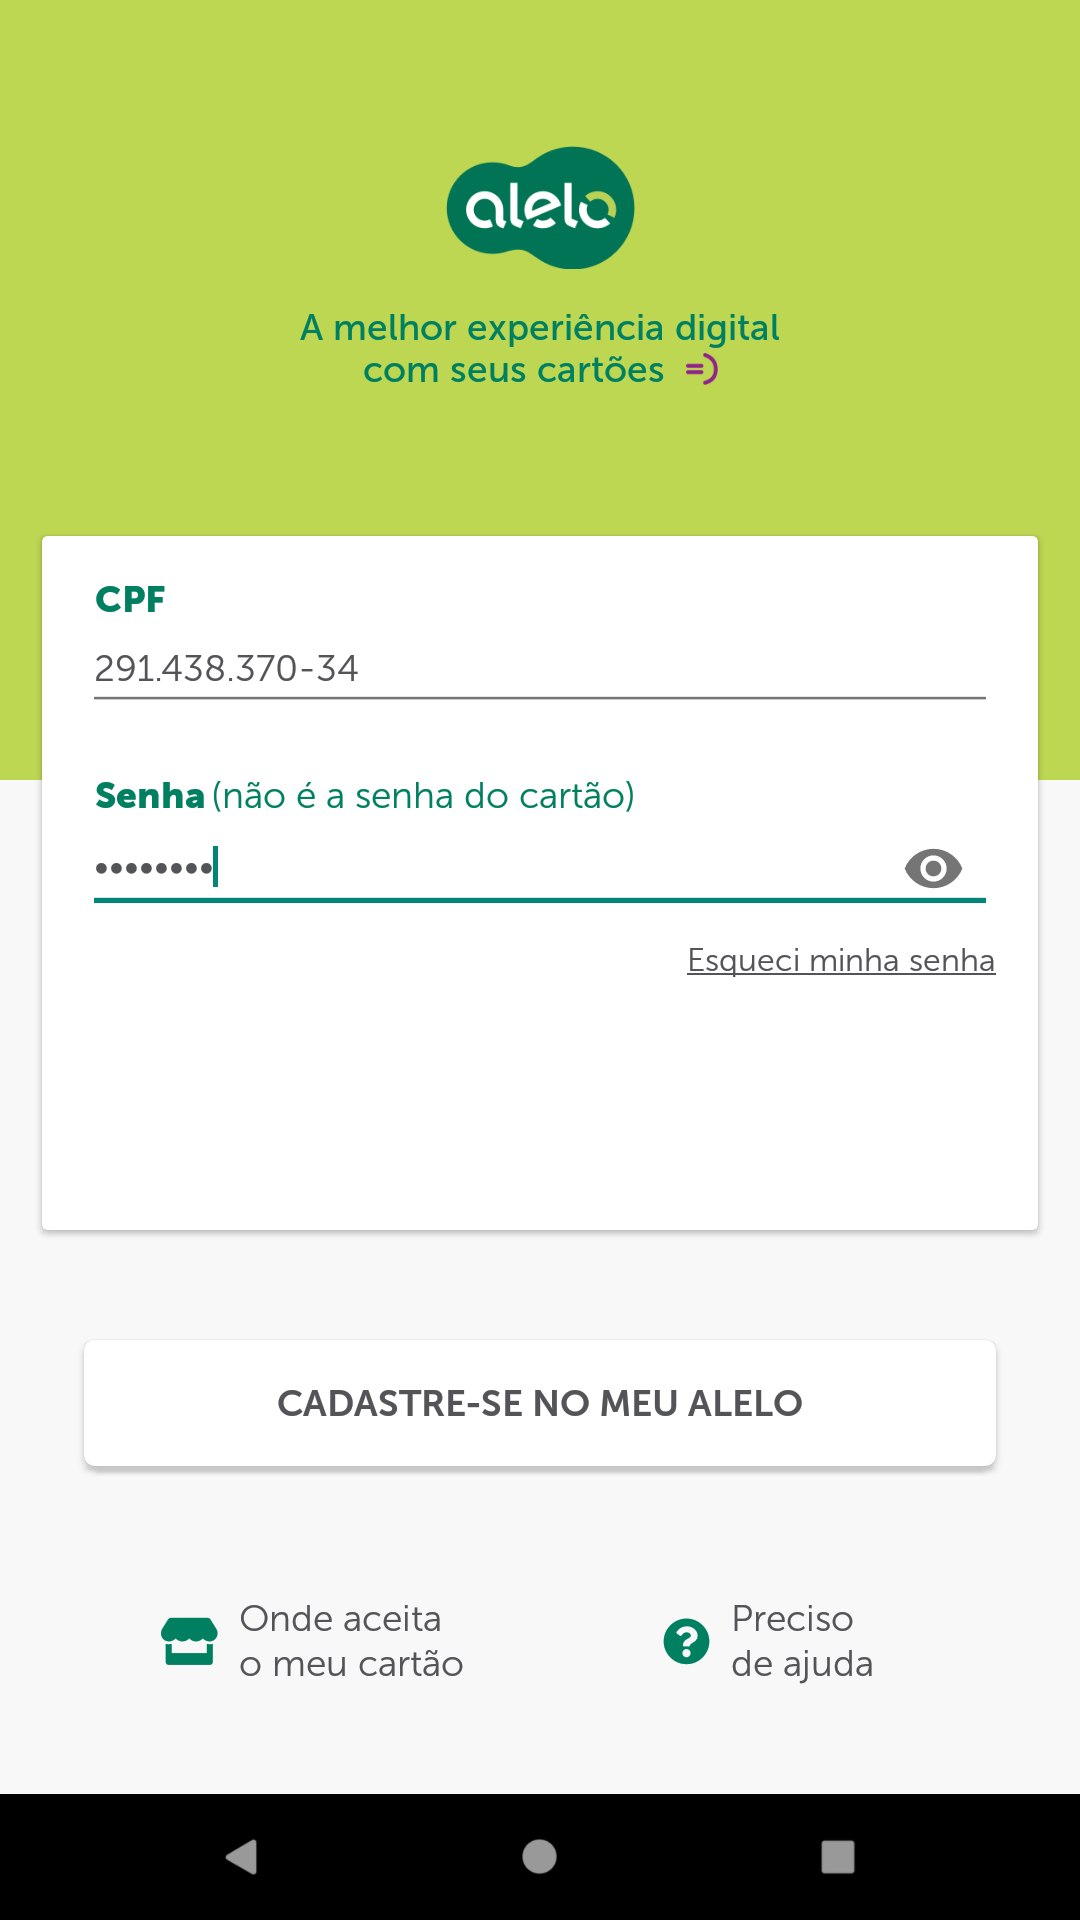 alelo
A melhor experiência digital
com seus cartões =)
CPF
291.438.370-34
Senha (não é a senha do cartão)
••••••••
Esqueci minha senha
CADASTRE-SE NO MEU ALELO
Onde aceita
o meu cartão
Preciso
de ajuda